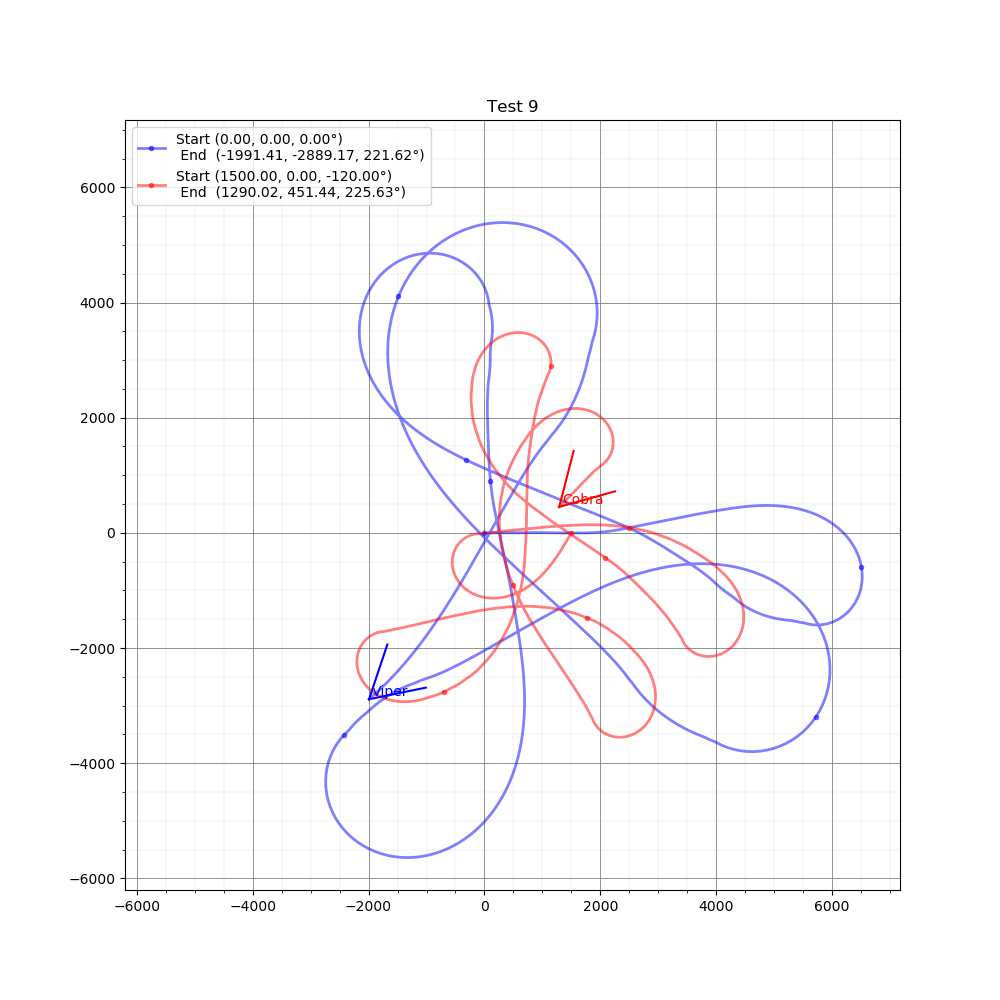 Test 9
Start (0.00, 0.00, 0.00°)
End  (-1991.41, -2889.17, 221.62°)
Start (1500.00, 0.00, -120.00°)
End  (1290.02, 451.44, 225.63°)
6000
4000
2000
0
−2000
−4000
−6000
Cobra
Viper
−6000 −4000 −2000 0 2000 4000 6000